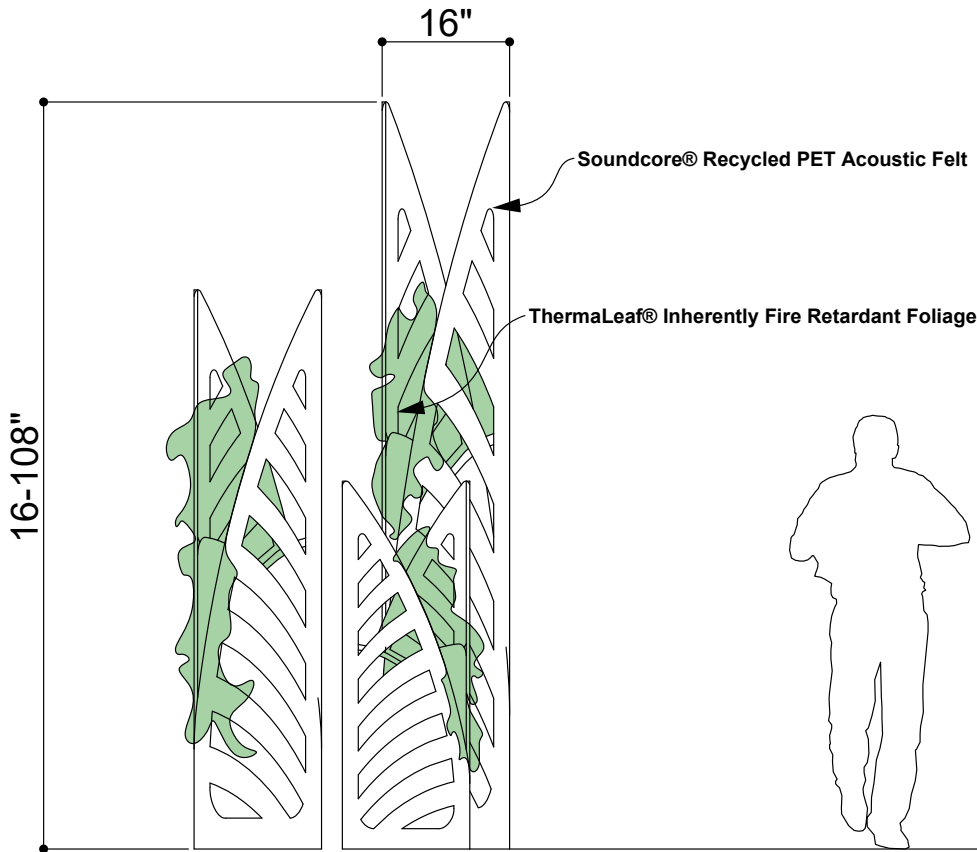 16"
Soundcore® Recycled PET Acoustic Felt
ThermaLeaf® Inherently Fire Retardant Foliage
16-108"